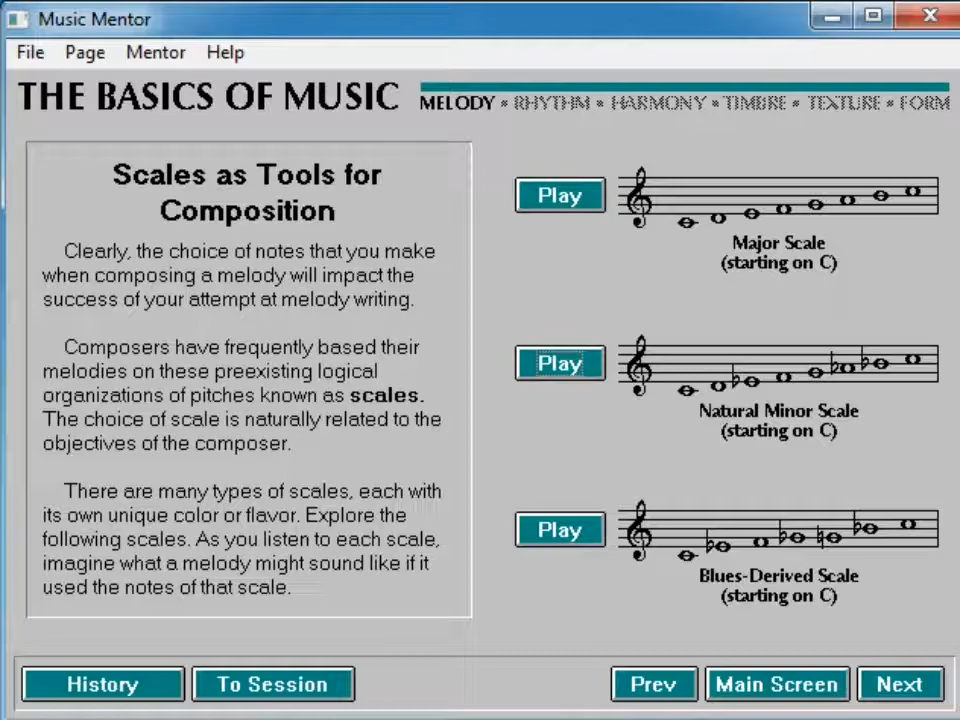 Music Mentor
File Page Mentor Help
THE BASICS OF MUSIC
MELODY • RHYTHM • HARMONY • TIMBRE • TEXTURE • FORM
Scales as Tools for
Composition
Clearly, the choice of notes that you make
when composing a melody will impact the
success of your attempt at melody writing.
Composers have frequently based their
melodies on these preexisting logical
organizations of pitches known as scales.
The choice of scale is naturally related to the
objectives of the composer.
There are many types of scales, each with
its own unique color or flavor. Explore the
following scales. As you listen to each scale,
imagine what a melody might sound like if it
used the notes of that scale.
Play
Major Scale
(starting on C)
Play
Natural Minor Scale
(starting on C)
Play
Blues-Derived Scale
(starting on C)
History To Session Prev Main Screen Next